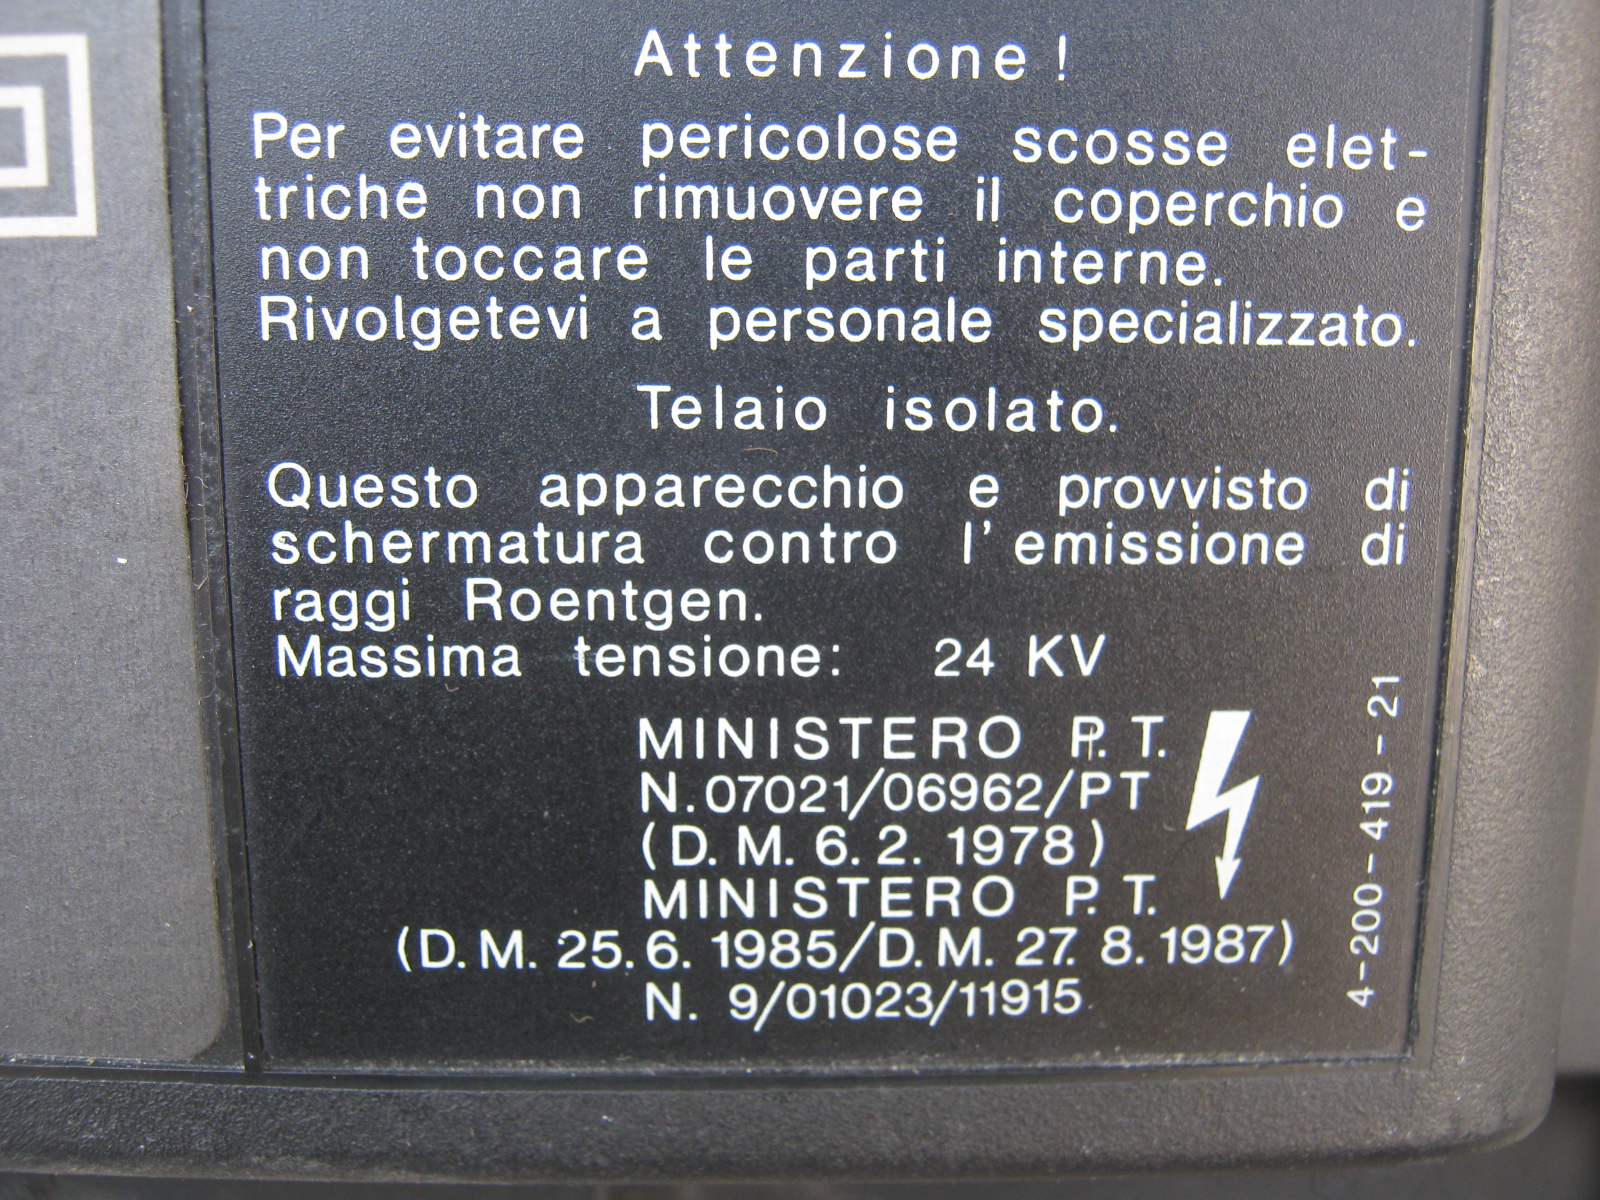 Attenzione !
Per evitare pericolose scosse elet-
triche non rimuovere il coperchio e
non toccare le parti interne.
Rivolgetevi a personale specializzato.
Telaio isolato.
Questo apparecchio e provvisto di
schermatura contro l'emissione di
raggi Roentgen.
Massima tensione: 24 KV
MINISTERO P. T.
N.07021/06962/PT
(D. M. 6. 2. 1978)
MINISTERO P. T.
(D. M. 25. 6. 1985/D. M. 27. 8. 1987)
N. 9/01023/11915
4-200-419-21